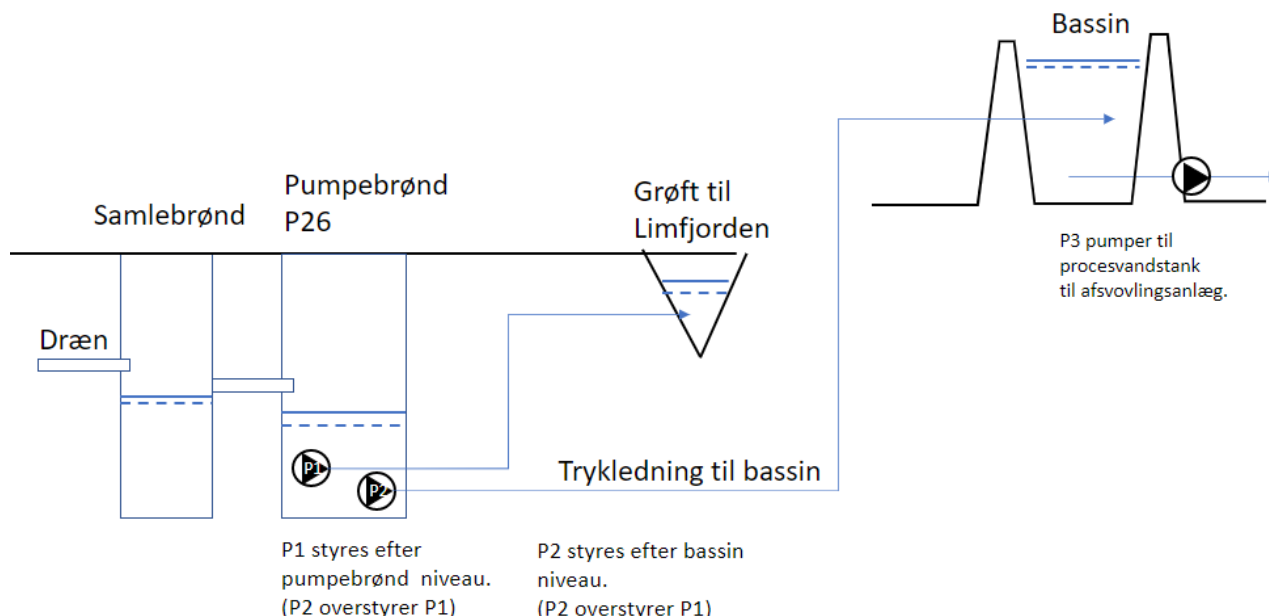 Bassin
Pumpebrønd
P26
Grøft til
Limfjorden
Samlebrønd
P3 pumper til
procesvandstank
til afsvovlingsanlæg.
Dræn
P1
P2
Trykledning til bassin
P1 styres efter
pumpebrønd niveau.
(P2 overstyrer P1)
P2 styres efter bassin
niveau.
(P2 overstyrer P1)